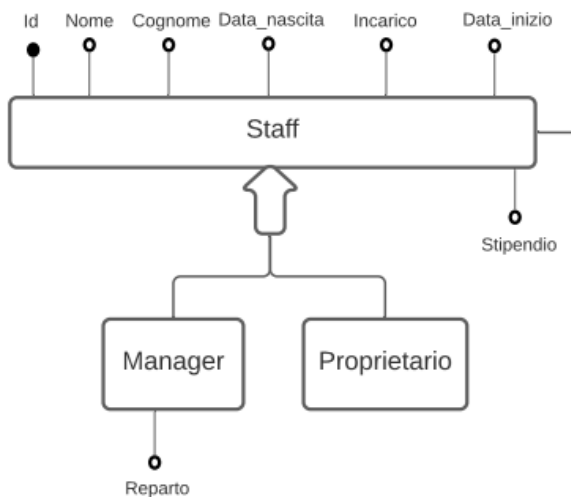 Id Nome Cognome Data_nascita Incarico Data_inizio
Staff
Stipendio
Manager Proprietario
Reparto